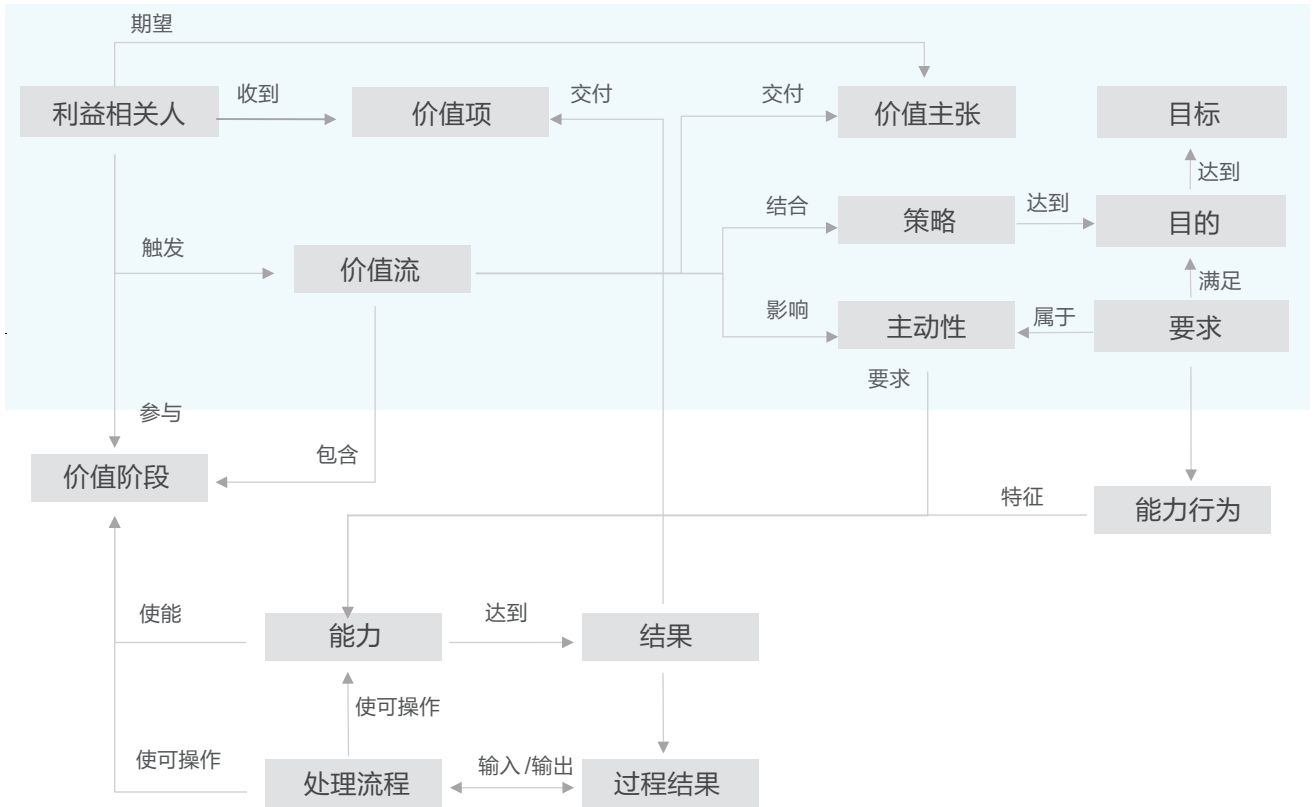 期望
利益相关人
收到
价值项
交付
交付
价值主张
目标
达到
结合
策略
达到
目的
触发
价值流
满足
影响
主动性
属于
要求
要求
参与
包含
价值阶段
特征
能力行为
使能
能力
达到
结果
使可操作
使可操作
处理流程
输入/输出
过程结果